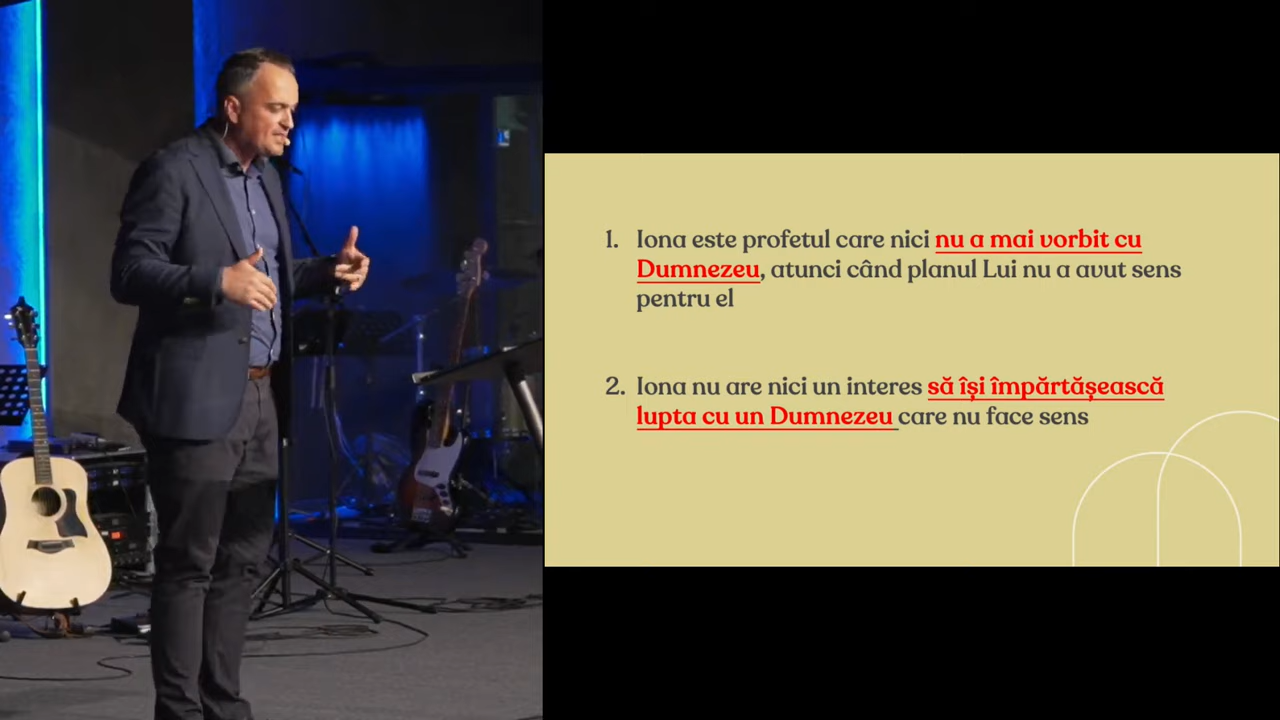 1. Iona este profetul care nici nu a mai vorbit cu
Dumnezeu, atunci când planul Lui nu a avut sens
pentru el
2. Iona nu are nici un interes să își împărtășească
lupta cu un Dumnezeu care nu face sens